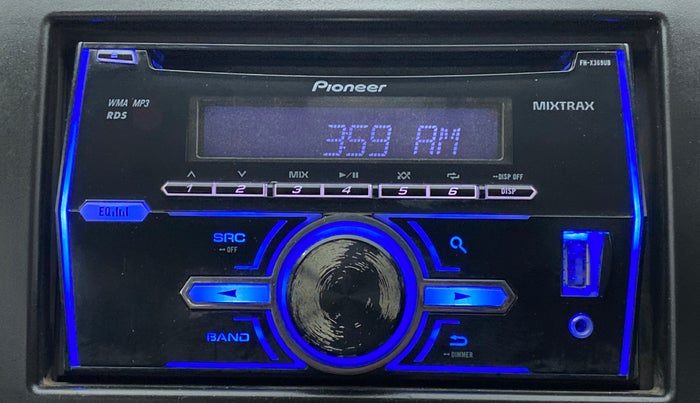 FH-X369UB
Pioneer
WMA MP3
RDS
MIXTRAX
359 AM
MIX DISP OFF
1 2 3 4 5 6 DISP
EQ
SRC
OFF
BAND
DIMMER